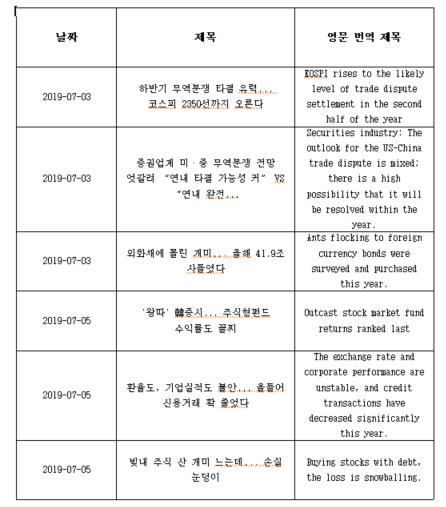 날짜
제목
영문 번역 제목
2019-07-03
하반기 무역분쟁 타결 유력...
코스피 2350선까지 오른다
KOSPI rises to the likely
level of trade dispute
settlement in the second
half of the year
2019-07-03
증권업계 미·중 무역분쟁 전망
엇갈려 “연내 타결 가능성 커” VS
“연내 완전...
Securities industry: The
outlook for the US-China
trade dispute is mixed;
there is a high
possibility that it will
be resolved within the
year.
2019-07-03
외화채에 몰린 개미... 올해 41.9조
사들였다
Ants flocking to foreign
currency bonds were
surveyed and purchased
this year.
2019-07-05
'왕따' 韓증시... 주식형펀드
수익률도 꼴찌
Outcast stock market fund
returns ranked last
2019-07-05
환율도, 기업실적도 불안... 올들어
신용거래 확 줄었다
The exchange rate and
corporate performance are
unstable, and credit
transactions have
decreased significantly
this year.
2019-07-05
빚내 주식 산 개미 느는데... 손실
눈덩이
Buying stocks with debt,
the loss is snowballing.